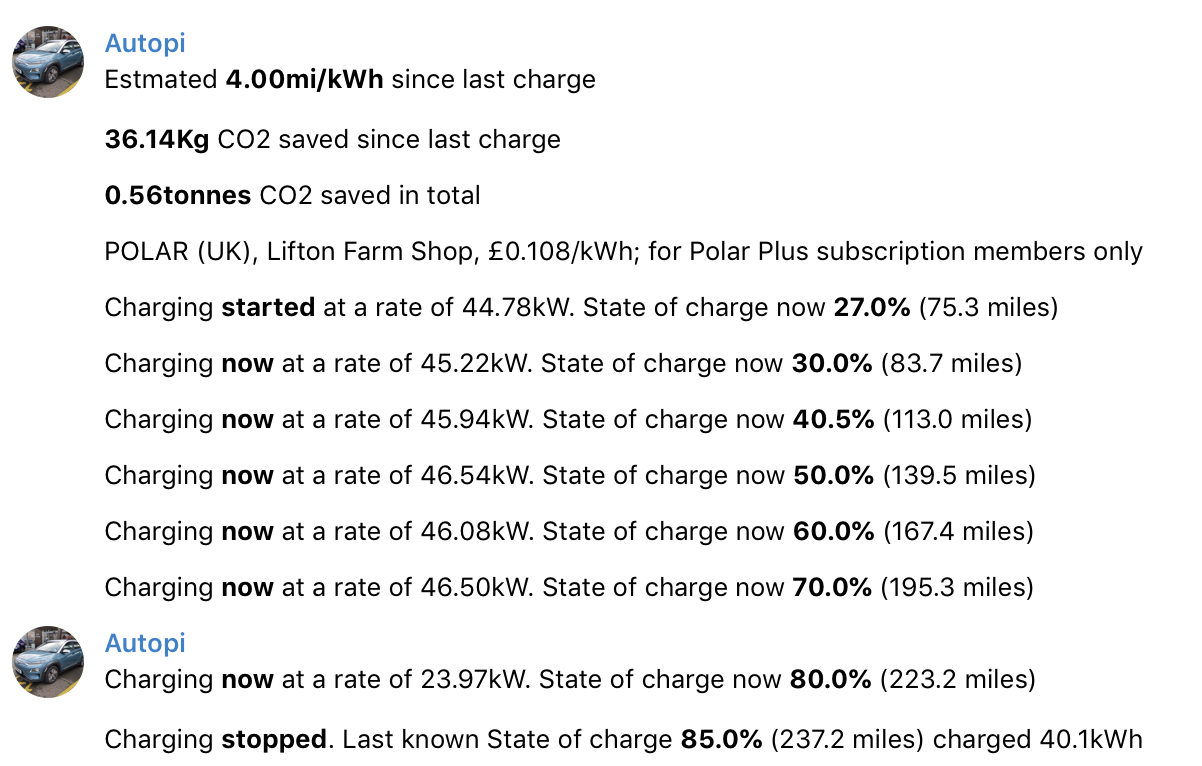 Autopi
Estmated 4.00mi/kWh since last charge
36.14Kg CO2 saved since last charge
0.56tonnes CO2 saved in total
POLAR (UK), Lifton Farm Shop, £0.108/kWh; for Polar Plus subscription members only
Charging started at a rate of 44.78kW. State of charge now 27.0% (75.3 miles)
Charging now at a rate of 45.22kW. State of charge now 30.0% (83.7 miles)
Charging now at a rate of 45.94kW. State of charge now 40.5% (113.0 miles)
Charging now at a rate of 46.54kW. State of charge now 50.0% (139.5 miles)
Charging now at a rate of 46.08kW. State of charge now 60.0% (167.4 miles)
Charging now at a rate of 46.50kW. State of charge now 70.0% (195.3 miles)
Autopi
Charging now at a rate of 23.97kW. State of charge now 80.0% (223.2 miles)
Charging stopped. Last known State of charge 85.0% (237.2 miles) charged 40.1kWh